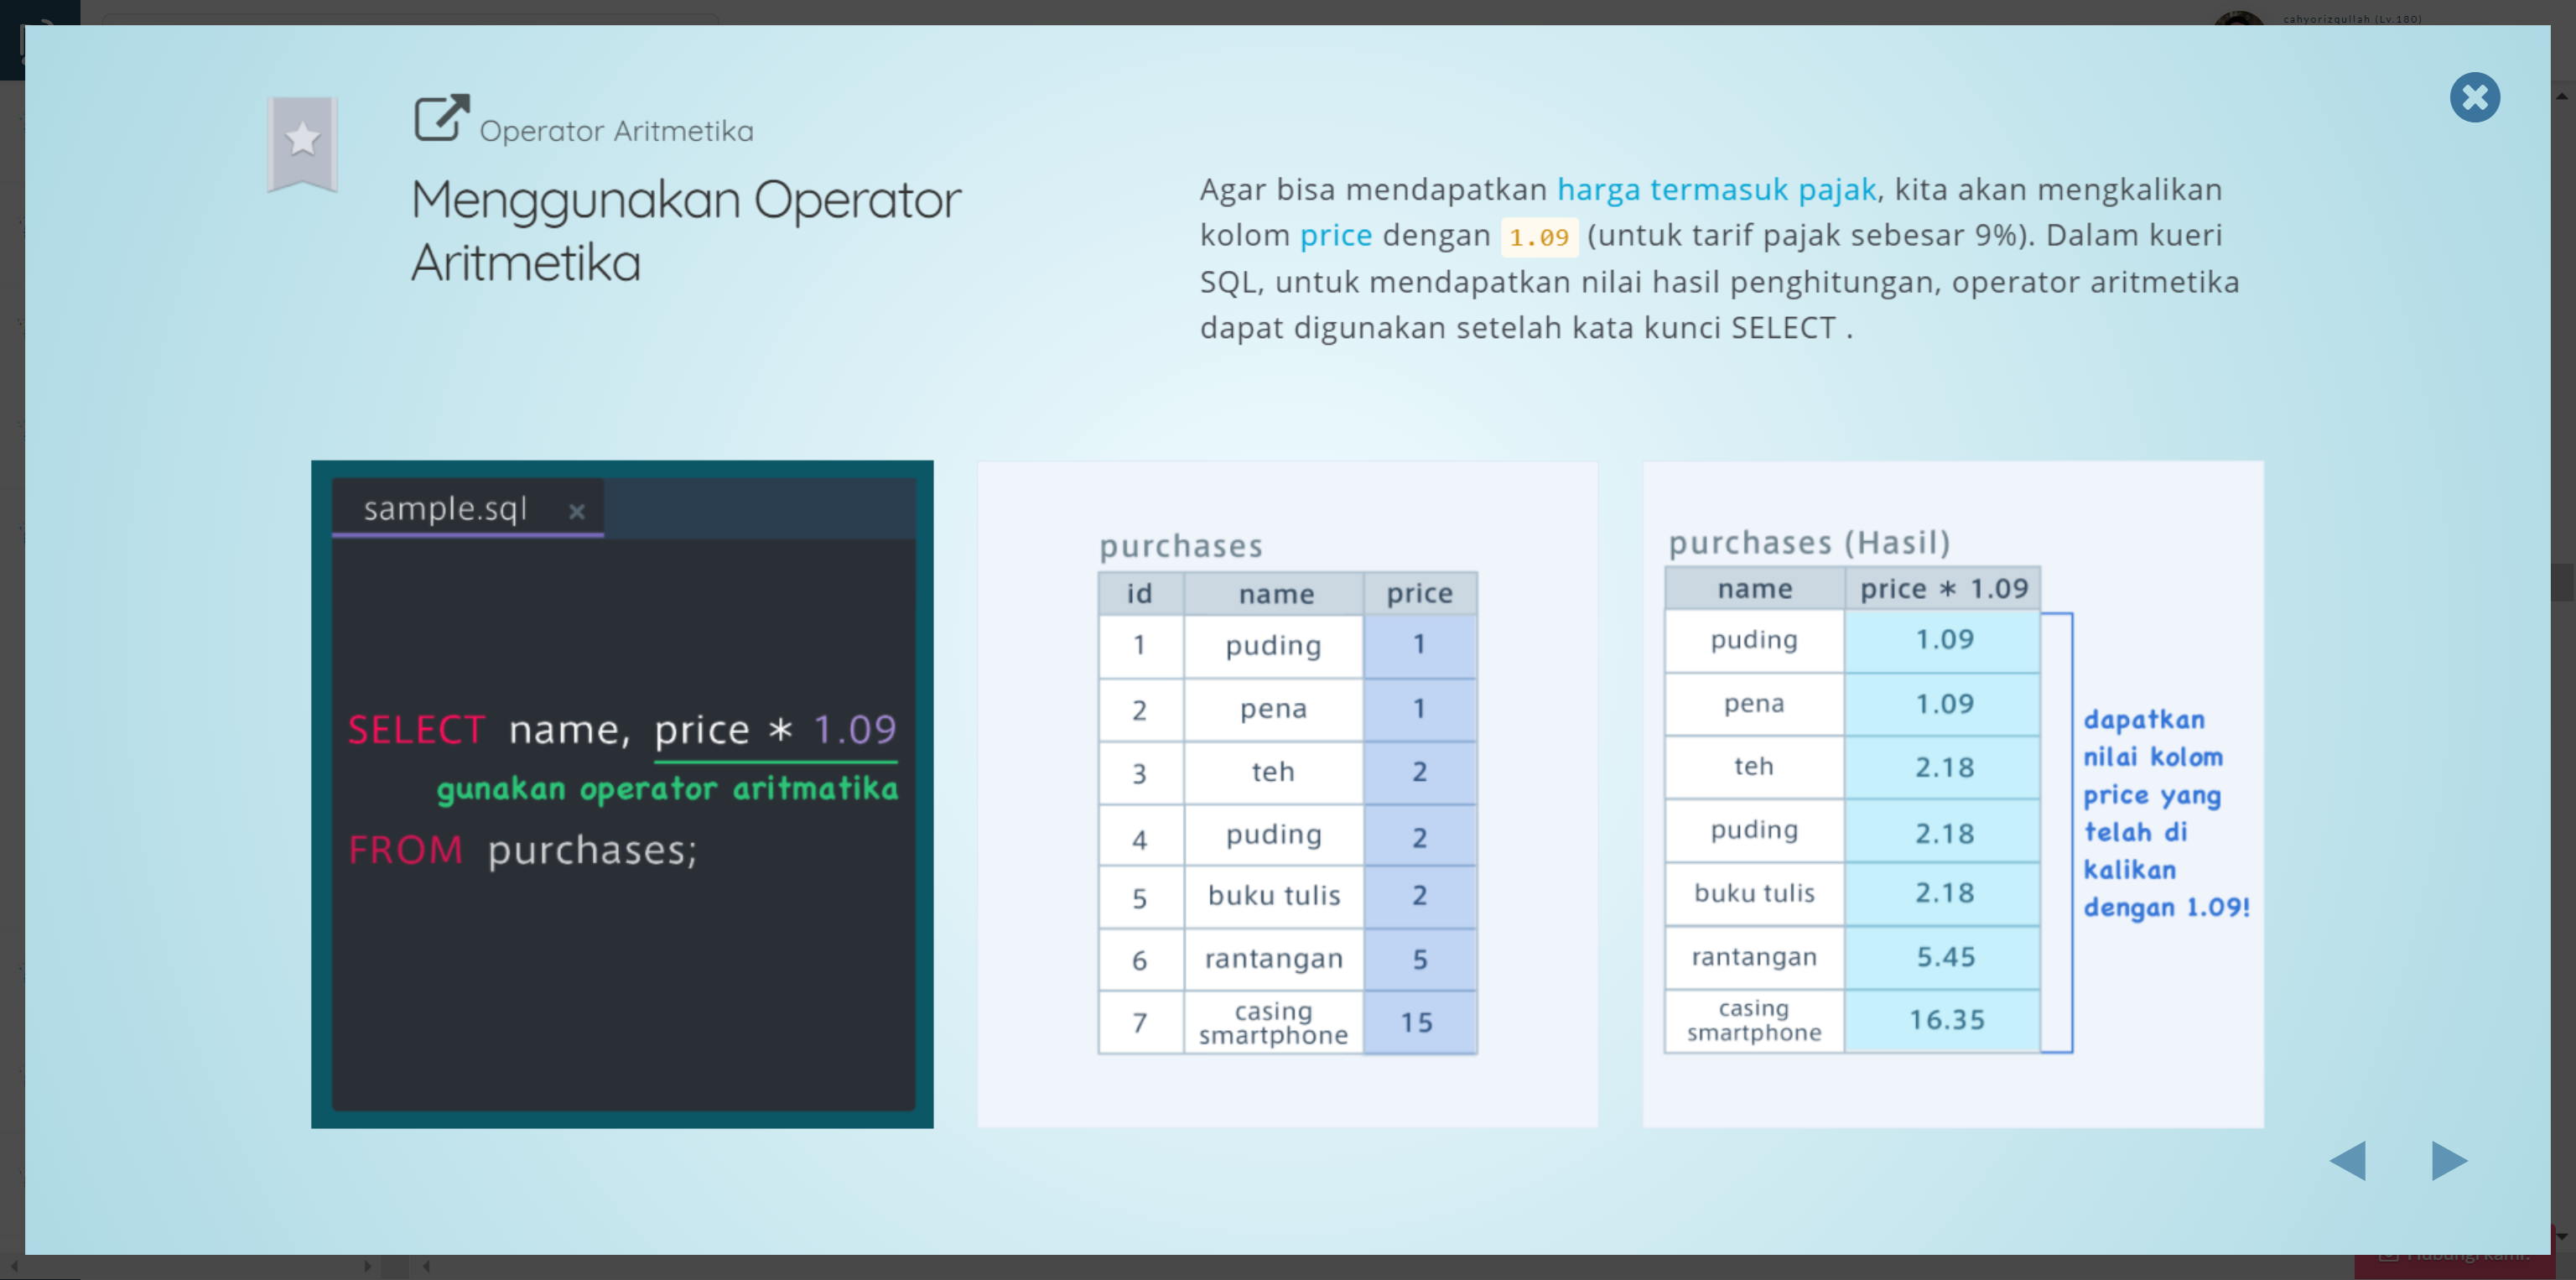 cahyorizqullah (Lv.180)
Operator Aritmetika
Menggunakan Operator
Aritmetika
Agar bisa mendapatkan harga termasuk pajak, kita akan mengkalikan
kolom price dengan 1.09 (untuk tarif pajak sebesar 9%). Dalam kueri
SQL, untuk mendapatkan nilai hasil penghitungan, operator aritmetika
dapat digunakan setelah kata kunci SELECT .
sample.sql ×
SELECT name, price * 1.09
gunakan operator aritmatika
FROM purchases;
purchases
id name price
1 puding 1
2 pena 1
3 teh 2
4 puding 2
5 buku tulis 2
6 rantangan 5
7 casing smartphone 15
purchases (Hasil)
name price * 1.09
puding 1.09
pena 1.09
teh 2.18
puding 2.18
buku tulis 2.18
rantangan 5.45
casing smartphone 16.35
dapatkan
nilai kolom
price yang
telah di
kalikan
dengan 1.09!